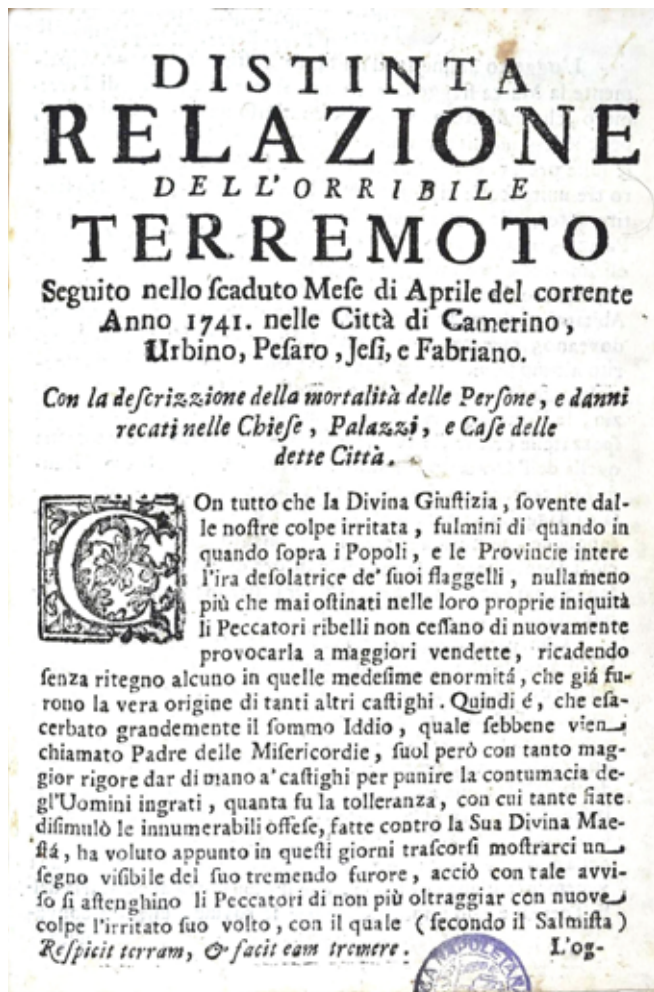 DISTINTA
RELAZIONE
DELL'ORRIBILE
TERREMOTO
Seguito nello ſcaduto Meſe di Aprile del corrente
Anno 1741. nelle Città di Camerino,
Urbino, Peſaro, Jeſi, e Fabriano.
Con la deſcrizzione della mortalità delle Perſone, e danni
recati nelle Chieſe, Palazzi, e Caſe delle
dette Città.
COn tutto che la Divina Giuſtizia, ſovente dal-
le noſtre colpe irritata, fulmini di quando in
quando ſopra i Popoli, e le Provincie intere
l'ira deſolatrice de' ſuoi flaggelli, nullameno
più che mai oſtinati nelle loro proprie iniquità
li Peccatori ribelli non ceſſano di nuovamente
provocarla a maggiori vendette, ricadendo
ſenza ritegno alcuno in quelle medeſime enormitá, che giá fu-
rono la vera origine di tanti altri caſtighi. Quindi é, che eſa-
cerbato grandemente il ſommo Iddio, quale ſebbene vien
chiamato Padre delle Miſericordie, ſuol però con tanto mag-
gior rigore dar di mano a' caſtighi per punire la contumacia de-
gl'Uomini ingrati, quanta fu la tolleranza, con cui tante fiate
diſimulò le innumerabili offeſe, fatte contro la Sua Divina Mae-
ſtá, ha voluto appunto in queſti giorni traſcorſi moſtrarci un
ſegno viſibile del ſuo tremendo furore, acciò con tale avvi-
ſo ſi aſtenghino li Peccatori di non più oltraggiar con nuove
colpe l'irritato ſuo volto, con il quale (ſecondo il Salmiſta)
Reſpicit terram, & facit eam tremere. L'og-
CA NAPOLETANA